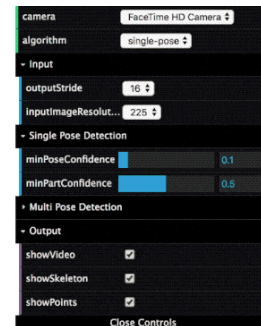 camera FaceTime HD Camera
algorithm single-pose
Input
outputStride 16
inputImageResolut... 225
Single Pose Detection
minPoseConfidence 0.1
minPartConfidence 0.5
Multi Pose Detection
Output
showVideo
showSkeleton
showPoints
Close Controls